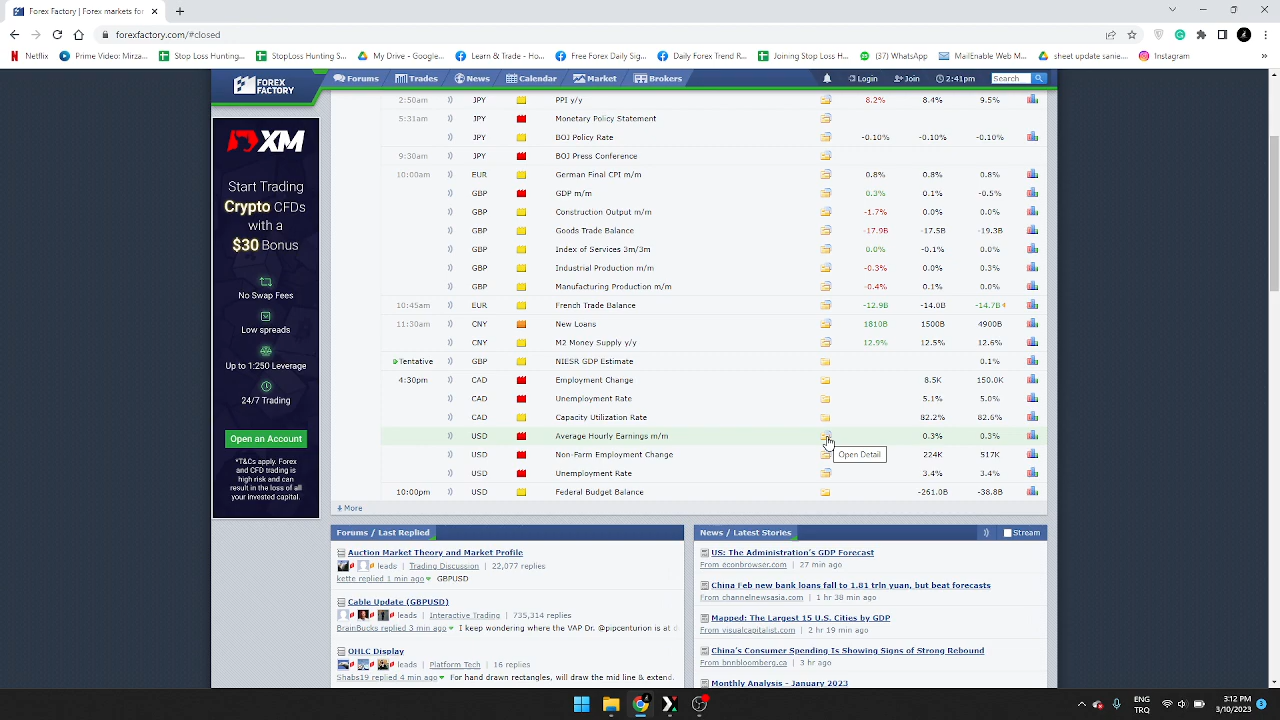 Forex Factory | Forex markets for
forexfactory.com/#closed
Netflix
Prime Video: Mirza...
Stop Loss Hunting...
StopLoss Hunting S...
My Drive - Google...
Learn & Trade - Ho...
Free Forex Daily Sig...
Daily Forex Trend -...
Joining Stop Loss H...
(37) WhatsApp
MailEnable Web M...
sheet update same...
Instagram
FOREX FACTORY
Forums
Trades
News
Calendar
Market
Brokers
Login
Join
2:41pm
Search
2:50am JPY PPI y/y 8.2% 8.4% 9.5%
5:31am JPY Monetary Policy Statement
JPY BOJ Policy Rate -0.10% -0.10% -0.10%
9:30am JPY BOJ Press Conference
10:00am EUR German Final CPI m/m 0.8% 0.8% 0.8%
GBP GDP m/m 0.3% 0.1% -0.5%
GBP Construction Output m/m -1.7% 0.0% 0.0%
GBP Goods Trade Balance -17.9B -17.5B -19.3B
GBP Index of Services 3m/3m 0.0% -0.1% 0.0%
GBP Industrial Production m/m -0.3% 0.0% 0.3%
GBP Manufacturing Production m/m -0.4% 0.1% 0.0%
10:45am EUR French Trade Balance -12.9B -14.0B -14.7B
11:30am CNY New Loans 1810B 1500B 4900B
CNY M2 Money Supply y/y 12.9% 12.5% 12.6%
Tentative GBP NIESR GDP Estimate 0.1%
4:30pm CAD Employment Change 8.5K 150.0K
CAD Unemployment Rate 5.1% 5.0%
CAD Capacity Utilization Rate 82.2% 82.6%
USD Average Hourly Earnings m/m 0.3% 0.3%
Open Detail
USD Non-Farm Employment Change 224K 517K
USD Unemployment Rate 3.4% 3.4%
10:00pm USD Federal Budget Balance -261.0B -38.8B
More
XM
Start Trading
Crypto CFDs
with a
$30 Bonus
No Swap Fees
Low spreads
Up to 1:250 Leverage
24/7 Trading
Open an Account
*T&Cs apply. Forex
and CFD trading is
high risk and can
result in the loss of all
your invested capital.
Forums / Last Replied
Auction Market Theory and Market Profile
leads | Trading Discussion | 22,077 replies
kette replied 1 min ago GBPUSD
Cable Update (GBPUSD)
leads | Interactive Trading | 735,314 replies
BrainBucks replied 3 min ago I keep wondering where the VAP Dr. @pipcenturion is at d
OHLC Display
leads | Platform Tech | 16 replies
Shabs19 replied 4 min ago For hand drawn rectangles, will draw the mid line & extend.
News / Latest Stories
Stream
US: The Administration's GDP Forecast
From econbrowser.com | 27 min ago
China Feb new bank loans fall to 1.81 trln yuan, but beat forecasts
From channelnewsasia.com | 1 hr 38 min ago
Mapped: The Largest 15 U.S. Cities by GDP
From visualcapitalist.com | 2 hr 19 min ago
China's Consumer Spending Is Showing Signs of Strong Rebound
From bnnbloomberg.ca | 3 hr ago
Monthly Analysis - January 2023
ENG
TRQ
3:12 PM
3/10/2023
3